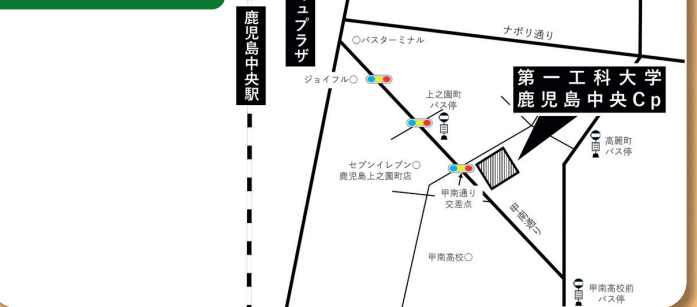 鹿児島中央駅
ュプラザ
ナポリ通り
○バスターミナル
ジョイフル○
第一工科大学
鹿児島中央Cp
上之園町
バス停
高麗町
バス停
セブンイレブン○
鹿児島上之園町店
甲南通り
交差点
甲南通り
甲南高校○
甲南高校前
バス停